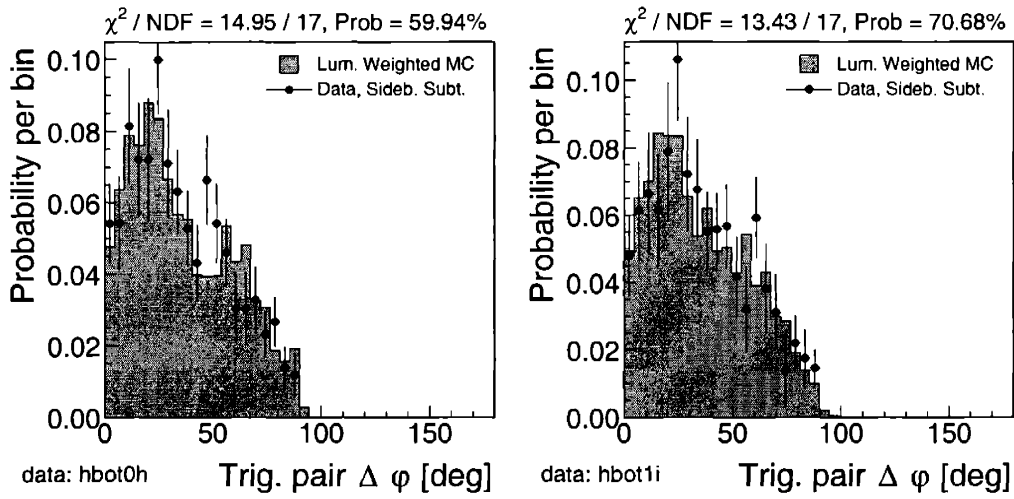 χ² / NDF = 14.95 / 17, Prob = 59.94%
Probability per bin
0.10
0.08
0.06
0.04
0.02
0.00
Lum. Weighted MC
Data, Sideb. Subt.
0 50 100 150
data: hbot0h
Trig. pair Δ φ [deg]
χ² / NDF = 13.43 / 17, Prob = 70.68%
Probability per bin
0.10
0.08
0.06
0.04
0.02
0.00
Lum. Weighted MC
Data, Sideb. Subt.
0 50 100 150
data: hbot1i
Trig. pair Δ φ [deg]